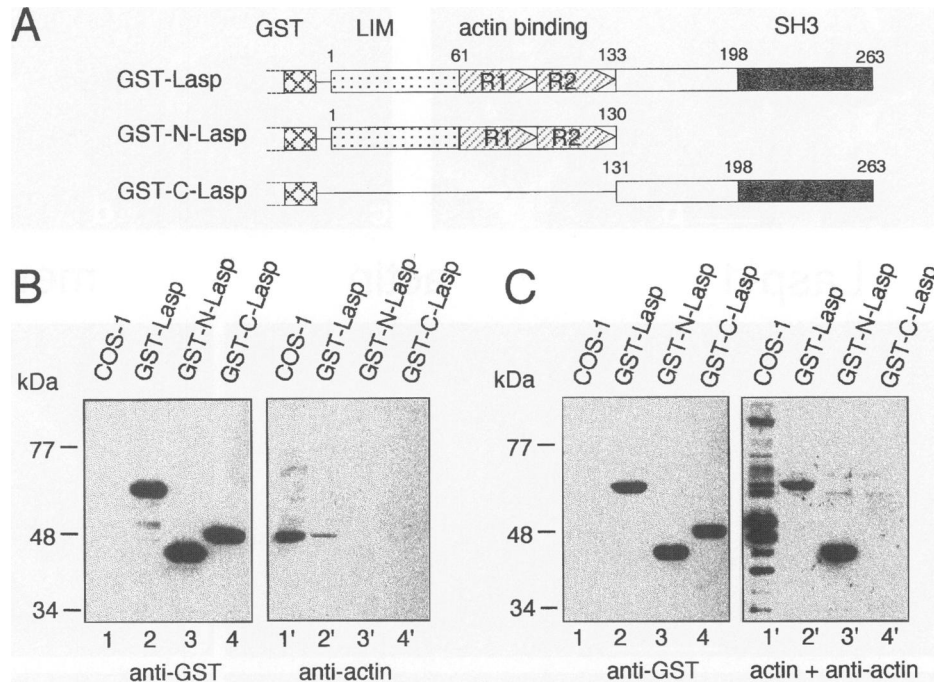 A
GST LIM actin binding SH3
1 61 133 198 263
GST-Lasp R1 R2
1 130
GST-N-Lasp R1 R2
131 198 263
GST-C-Lasp
B
COS-1 GST-Lasp GST-N-Lasp GST-C-Lasp COS-1 GST-Lasp GST-N-Lasp GST-C-Lasp
kDa
77
48
34
1 2 3 4 1' 2' 3' 4'
anti-GST anti-actin
C
COS-1 GST-Lasp GST-N-Lasp GST-C-Lasp COS-1 GST-Lasp GST-N-Lasp GST-C-Lasp
kDa
77
48
34
1 2 3 4 1' 2' 3' 4'
anti-GST actin + anti-actin